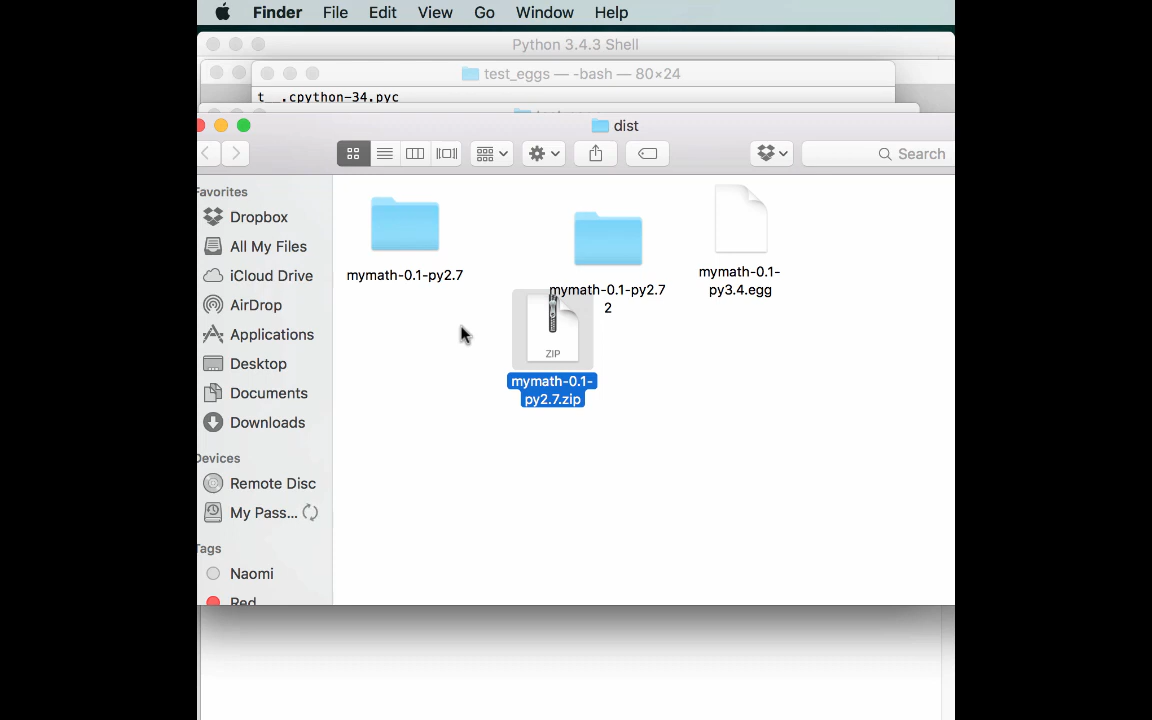 Finder File Edit View Go Window Help
Python 3.4.3 Shell
test_eggs — -bash — 80×24
t__.cpython-34.pyc
dist
Search
Favorites
Dropbox
All My Files
iCloud Drive
AirDrop
Applications
Desktop
Documents
Downloads
Devices
Remote Disc
My Pass...
Tags
Naomi
Red
mymath-0.1-py2.7
mymath-0.1-py2.7
2
mymath-0.1-
py3.4.egg
ZIP
mymath-0.1-
py2.7.zip